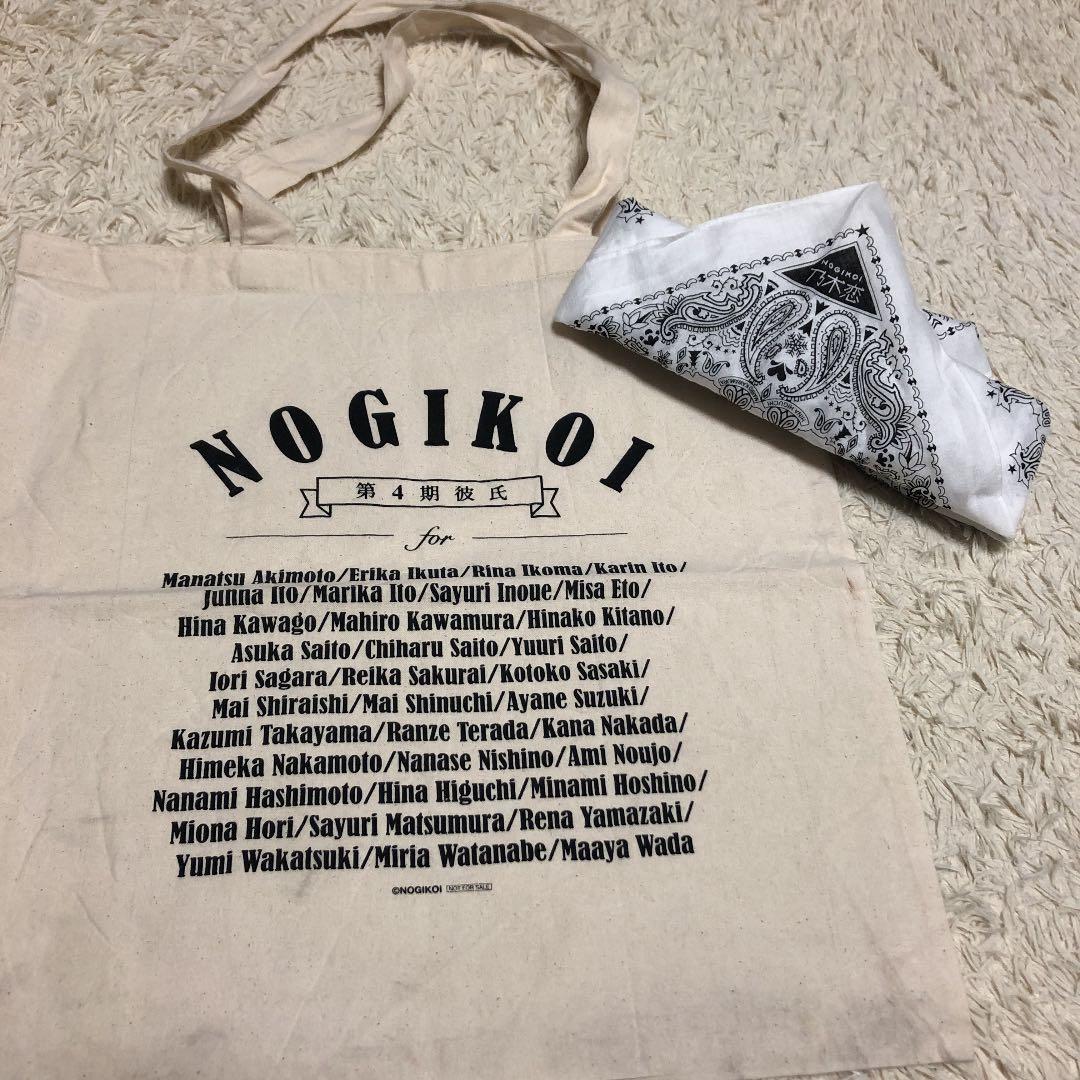 NOGIKOI
乃木恋
NOGIKOI
第4期彼氏
for
Manatsu Akimoto/Erika Ikuta/Rina Ikoma/Karin Ito/
Junna Ito/Marika Ito/Sayuri Inoue/Misa Eto/
Hina Kawago/Mahiro Kawamura/Hinako Kitano/
Asuka Saito/Chiharu Saito/Yuuri Saito/
Iori Sagara/Reika Sakurai/Kotoko Sasaki/
Mai Shiraishi/Mai Shinuchi/Ayane Suzuki/
Kazumi Takayama/Ranze Terada/Kana Nakada/
Himeka Nakamoto/Nanase Nishino/Ami Noujo/
Nanami Hashimoto/Hina Higuchi/Minami Hoshino/
Miona Hori/Sayuri Matsumura/Rena Yamazaki/
Yumi Wakatsuki/Miria Watanabe/Maaya Wada
©NOGIKOI NOT FOR SALE